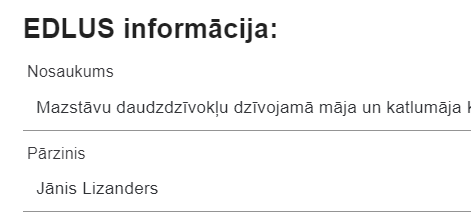 EDLUS informācija:
Nosaukums
Mazstāvu daudzdzīvokļu dzīvojamā māja un katlumāja
Pārzinis
Jānis Lizanders